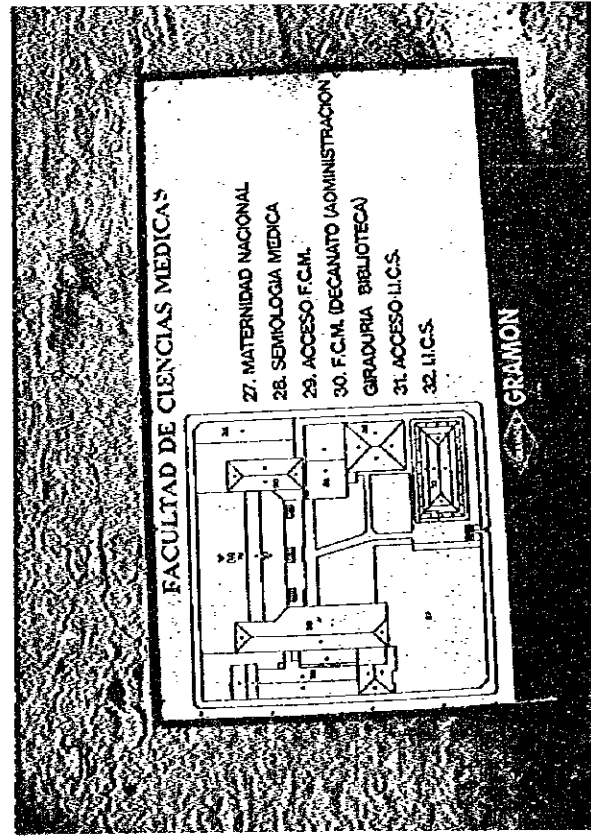 FACULTAD DE CIENCIAS MEDICAS
27. MATERNIDAD NACIONAL
28. SEMIOLOGIA MEDICA
29. ACCESO F.C.M.
30. F.C.M. (DECANATO (ADMINISTRACION
GIRADURIA BIBLIOTECA)
31. ACCESO I.I.C.S.
32. I.I.C.S.
GRAMON